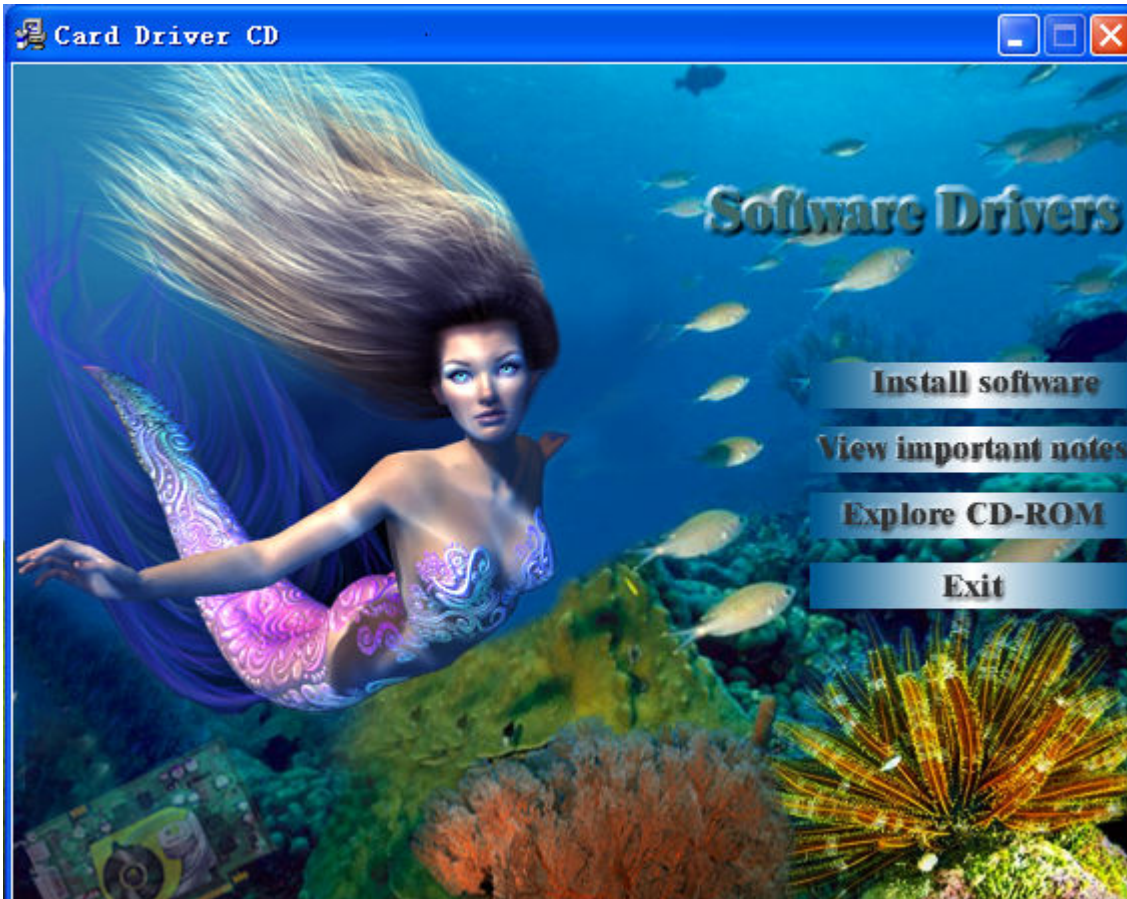 Card Driver CD
Software Drivers
Install software
View important notes
Explore CD-ROM
Exit